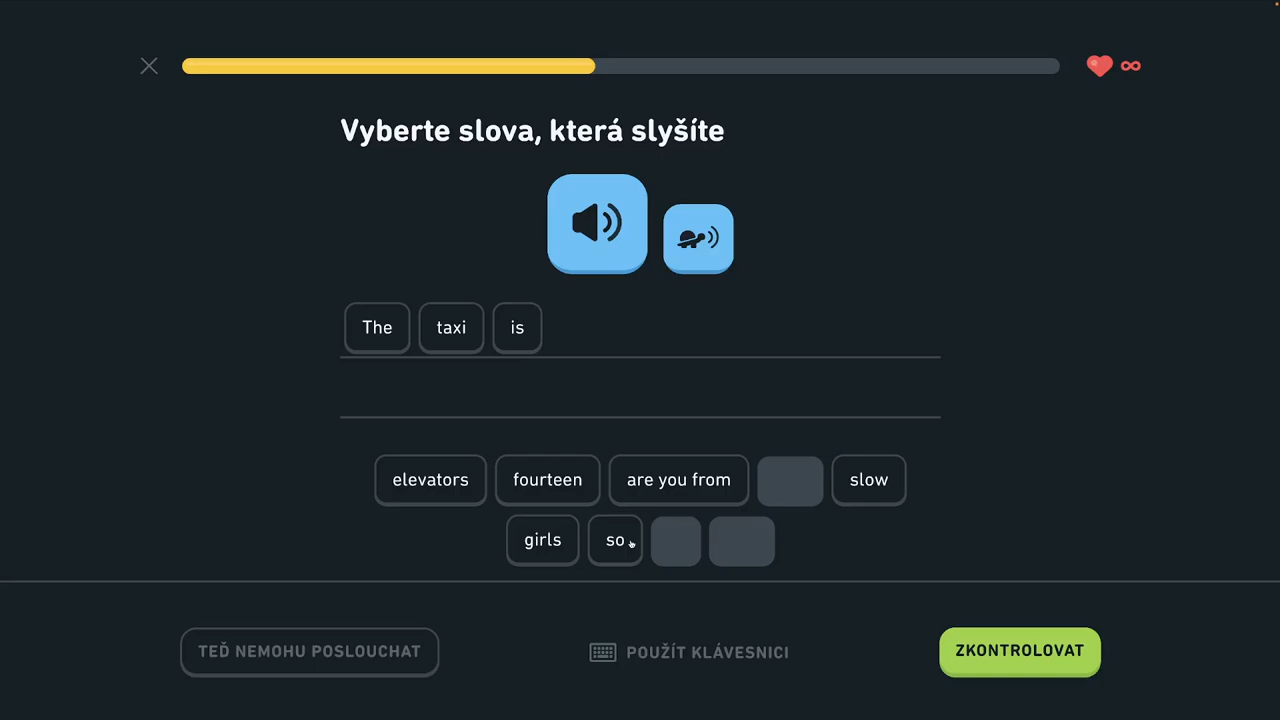 Vyberte slova, která slyšíte
The taxi is
elevators fourteen are you from slow
girls so
TEĎ NEMOHU POSLOUCHAT POUŽÍT KLÁVESNICI ZKONTROLOVAT